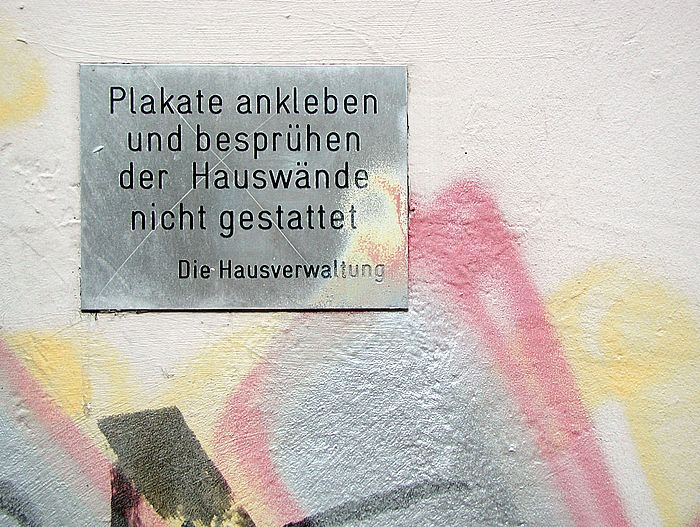 Plakate ankleben
und besprühen
der Hauswände
nicht gestattet
Die Hausverwaltung